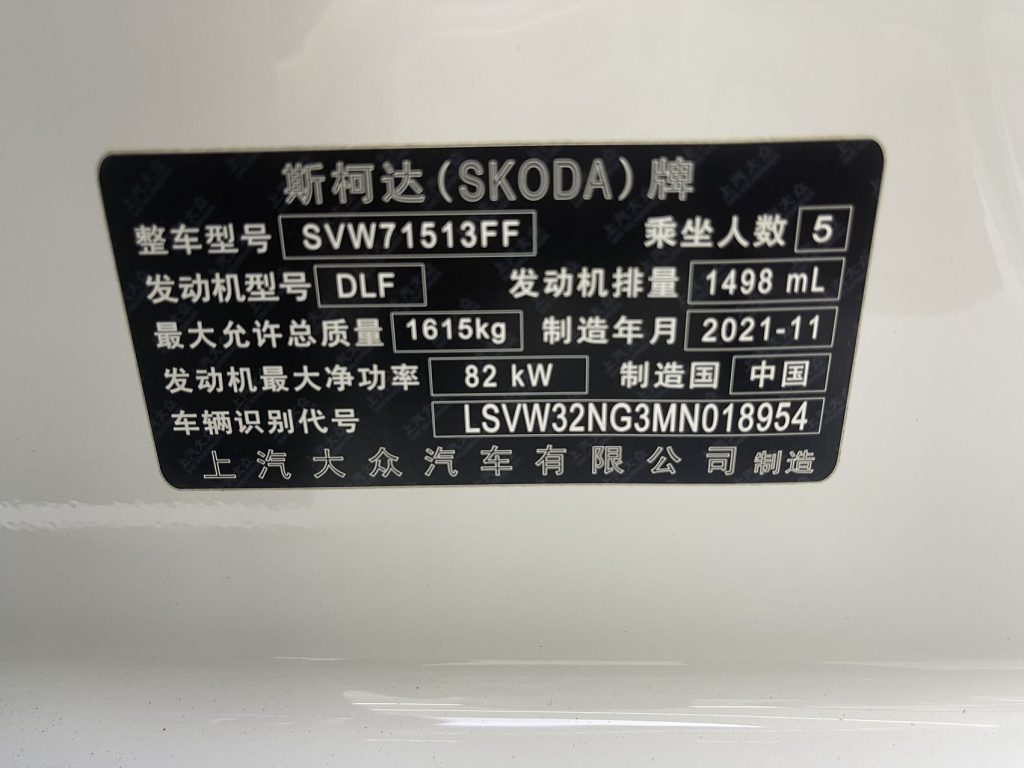 斯柯达(SKODA)牌
整车型号 SVW71513FF 乘坐人数 5
发动机型号 DLF 发动机排量 1498 mL
最大允许总质量 1615kg 制造年月 2021-11
发动机最大净功率 82 kW 制造国 中国
车辆识别代号 LSVW32NG3MN018954
上汽大众汽车有限公司 制造